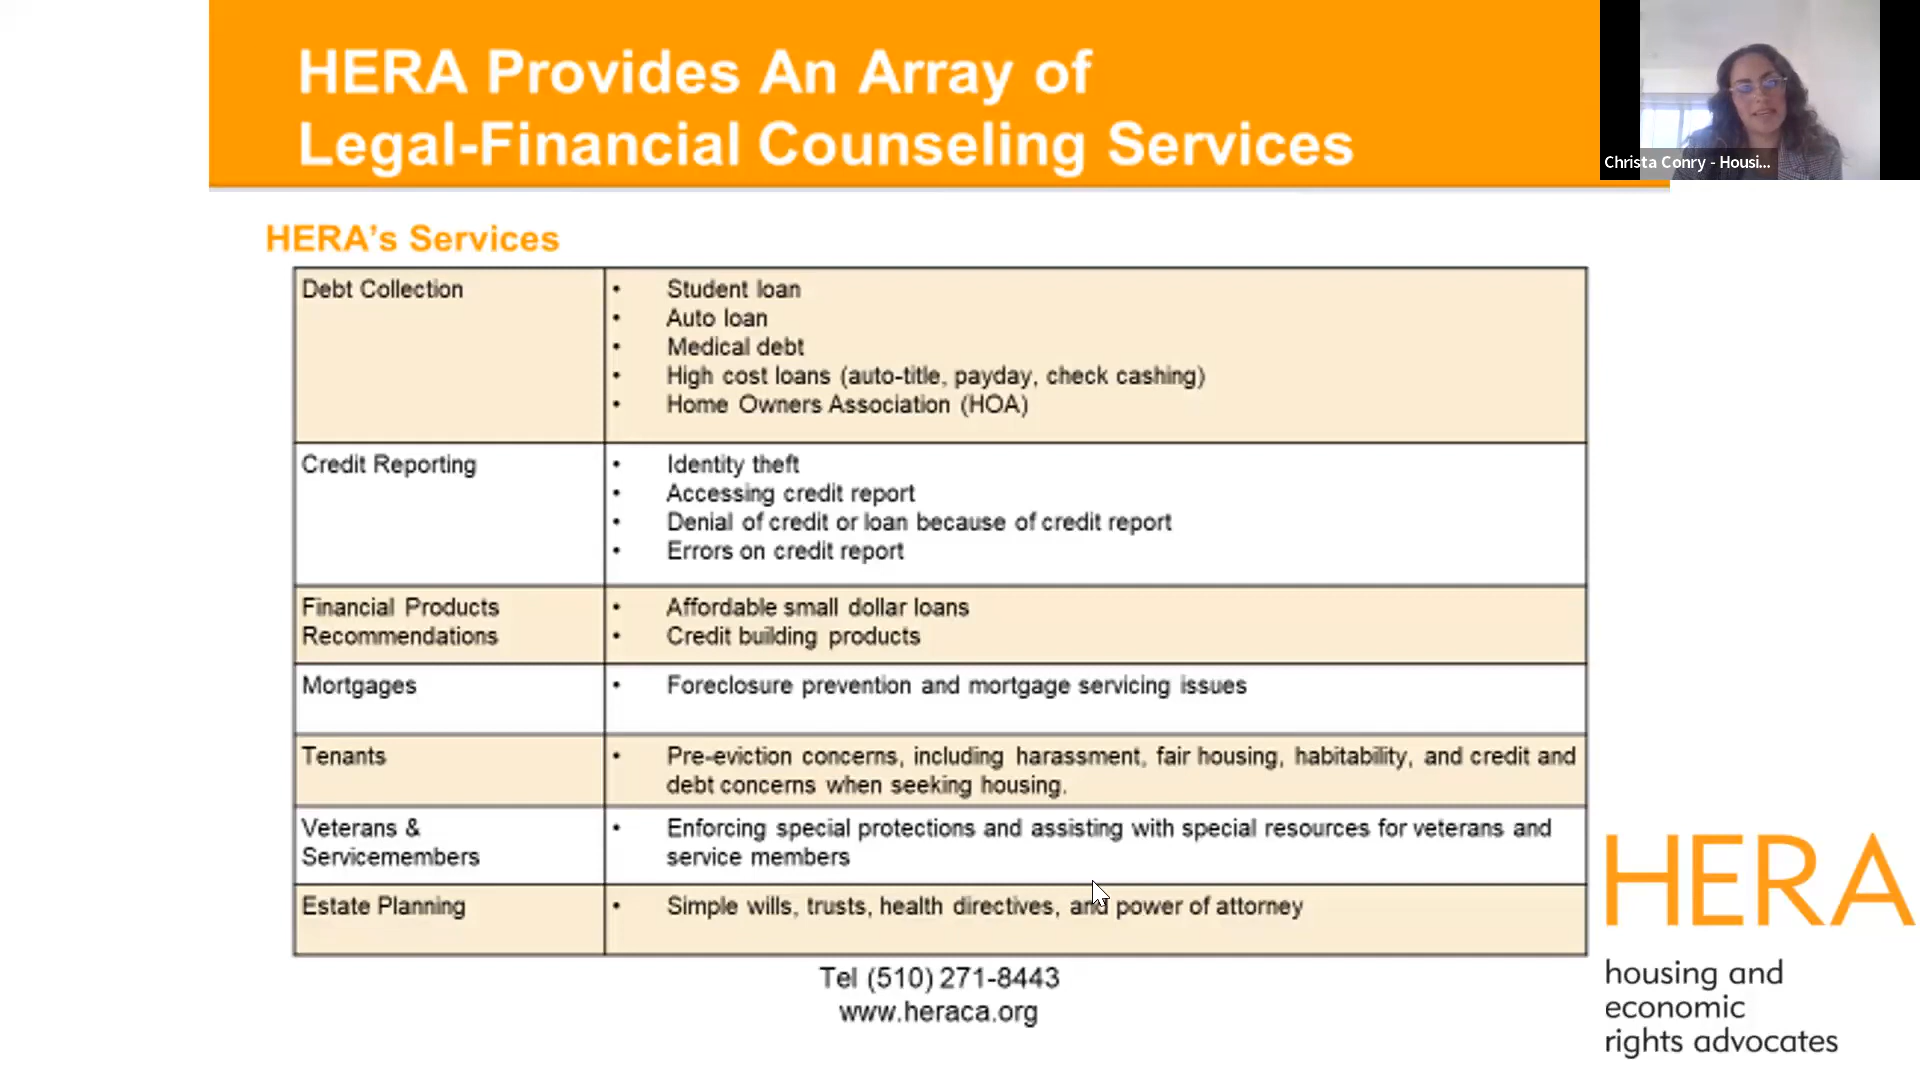 HERA Provides An Array of
Legal-Financial Counseling Services
Christa Conry - Housi...
HERA's Services
Debt Collection
• Student loan
• Auto loan
• Medical debt
• High cost loans (auto-title, payday, check cashing)
• Home Owners Association (HOA)
Credit Reporting
• Identity theft
• Accessing credit report
• Denial of credit or loan because of credit report
• Errors on credit report
Financial Products
Recommendations
• Affordable small dollar loans
• Credit building products
Mortgages
• Foreclosure prevention and mortgage servicing issues
Tenants
• Pre-eviction concerns, including harassment, fair housing, habitability, and credit and
debt concerns when seeking housing.
Veterans &
Servicemembers
• Enforcing special protections and assisting with special resources for veterans and
service members
Estate Planning
• Simple wills, trusts, health directives, and power of attorney
Tel (510) 271-8443
www.heraca.org
HERA
housing and
economic
rights advocates